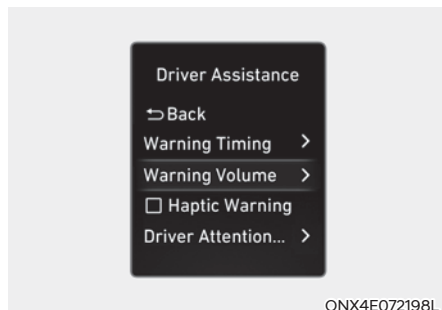 Driver Assistance
Back
Warning Timing
Warning Volume
Haptic Warning
Driver Attention...
ONX4E072198L